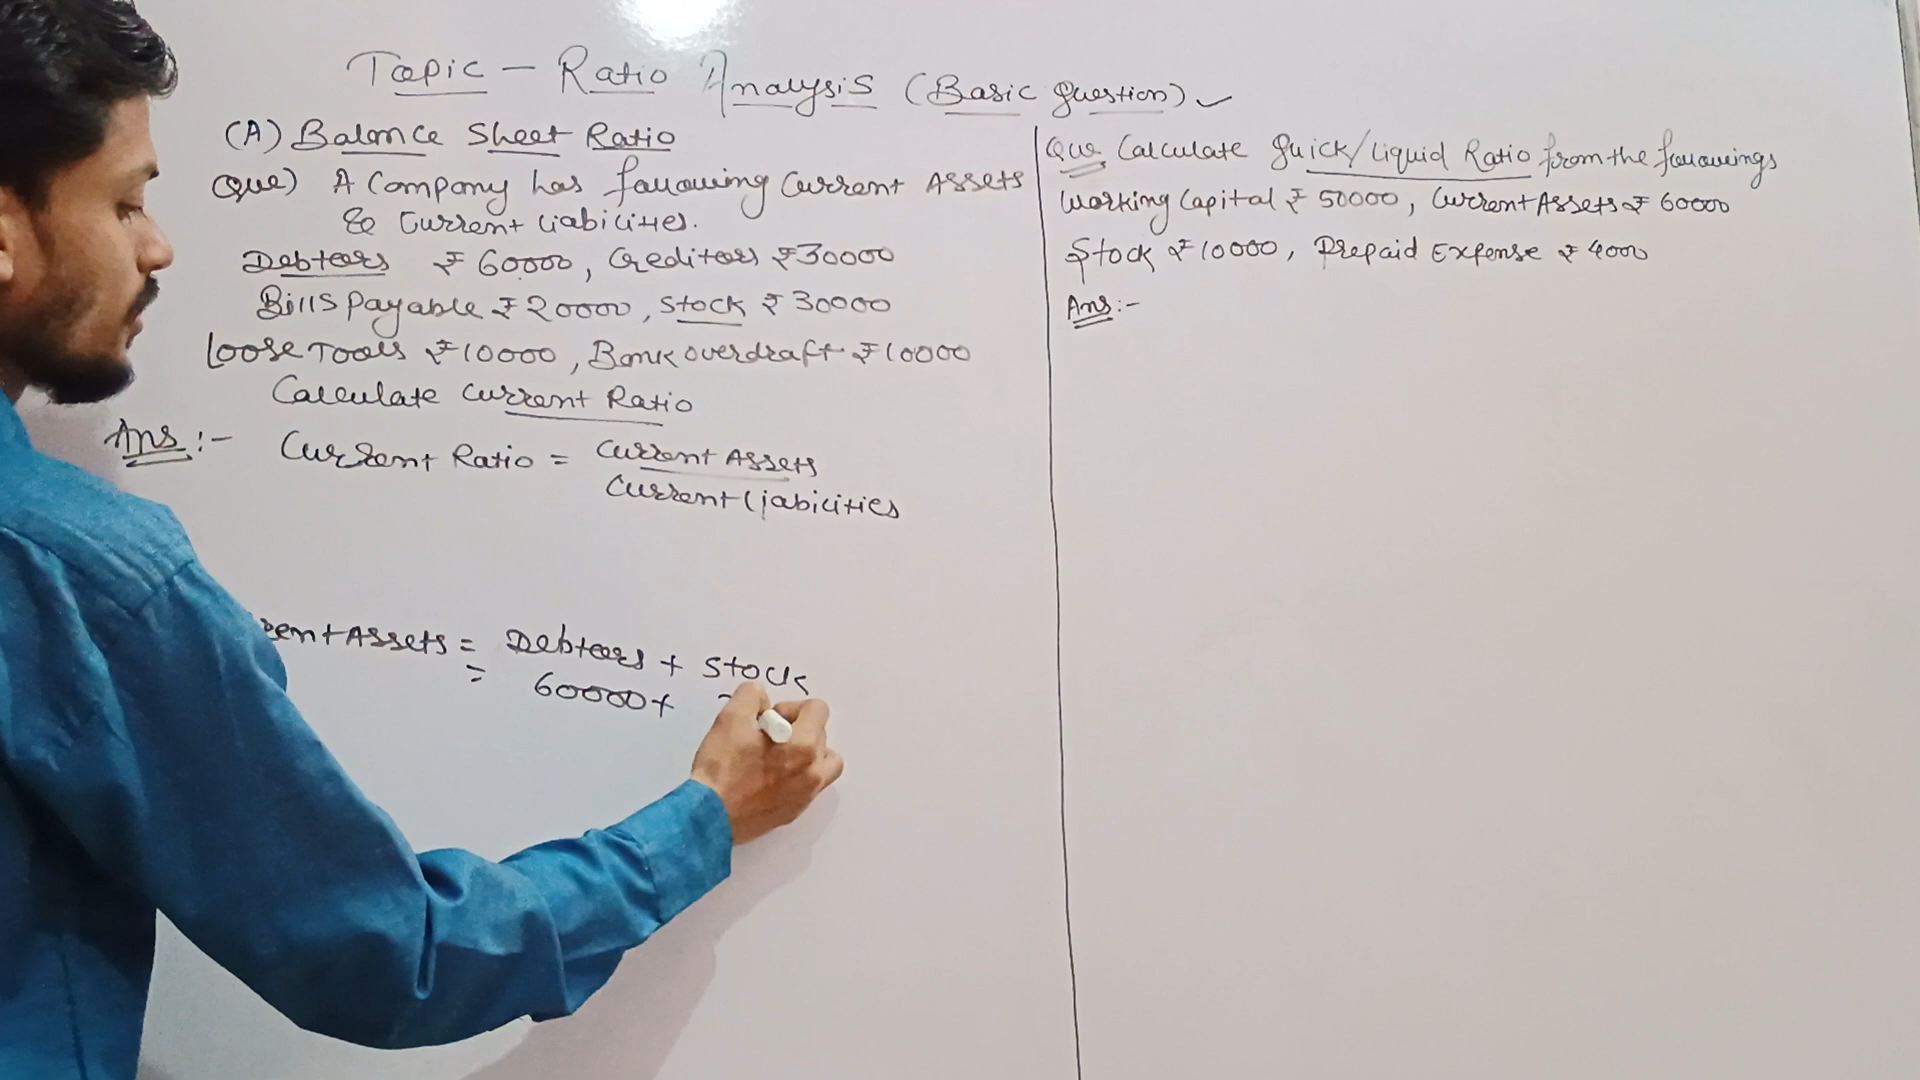 Topic - Ratio Analysis (Basic Question)
(A) Balance Sheet Ratio
Que) A Company has following Current Assets
& Current Liabilities.
Debtors ₹ 60000, Creditors ₹30000
Bills Payable ₹20000, Stock ₹ 30000
Loose Tools ₹10000, Bank overdraft ₹10000
Calculate Current Ratio
Ans:- Current Ratio = Current Assets
Current Liabilities
rent Assets = Debtors + Stock
= 60000+
Que. Calculate Quick/Liquid Ratio from the followings
Working Capital ₹ 50000, Current Assets ₹ 60000
Stock ₹ 10000, Prepaid Expense ₹ 4000
Ans:-